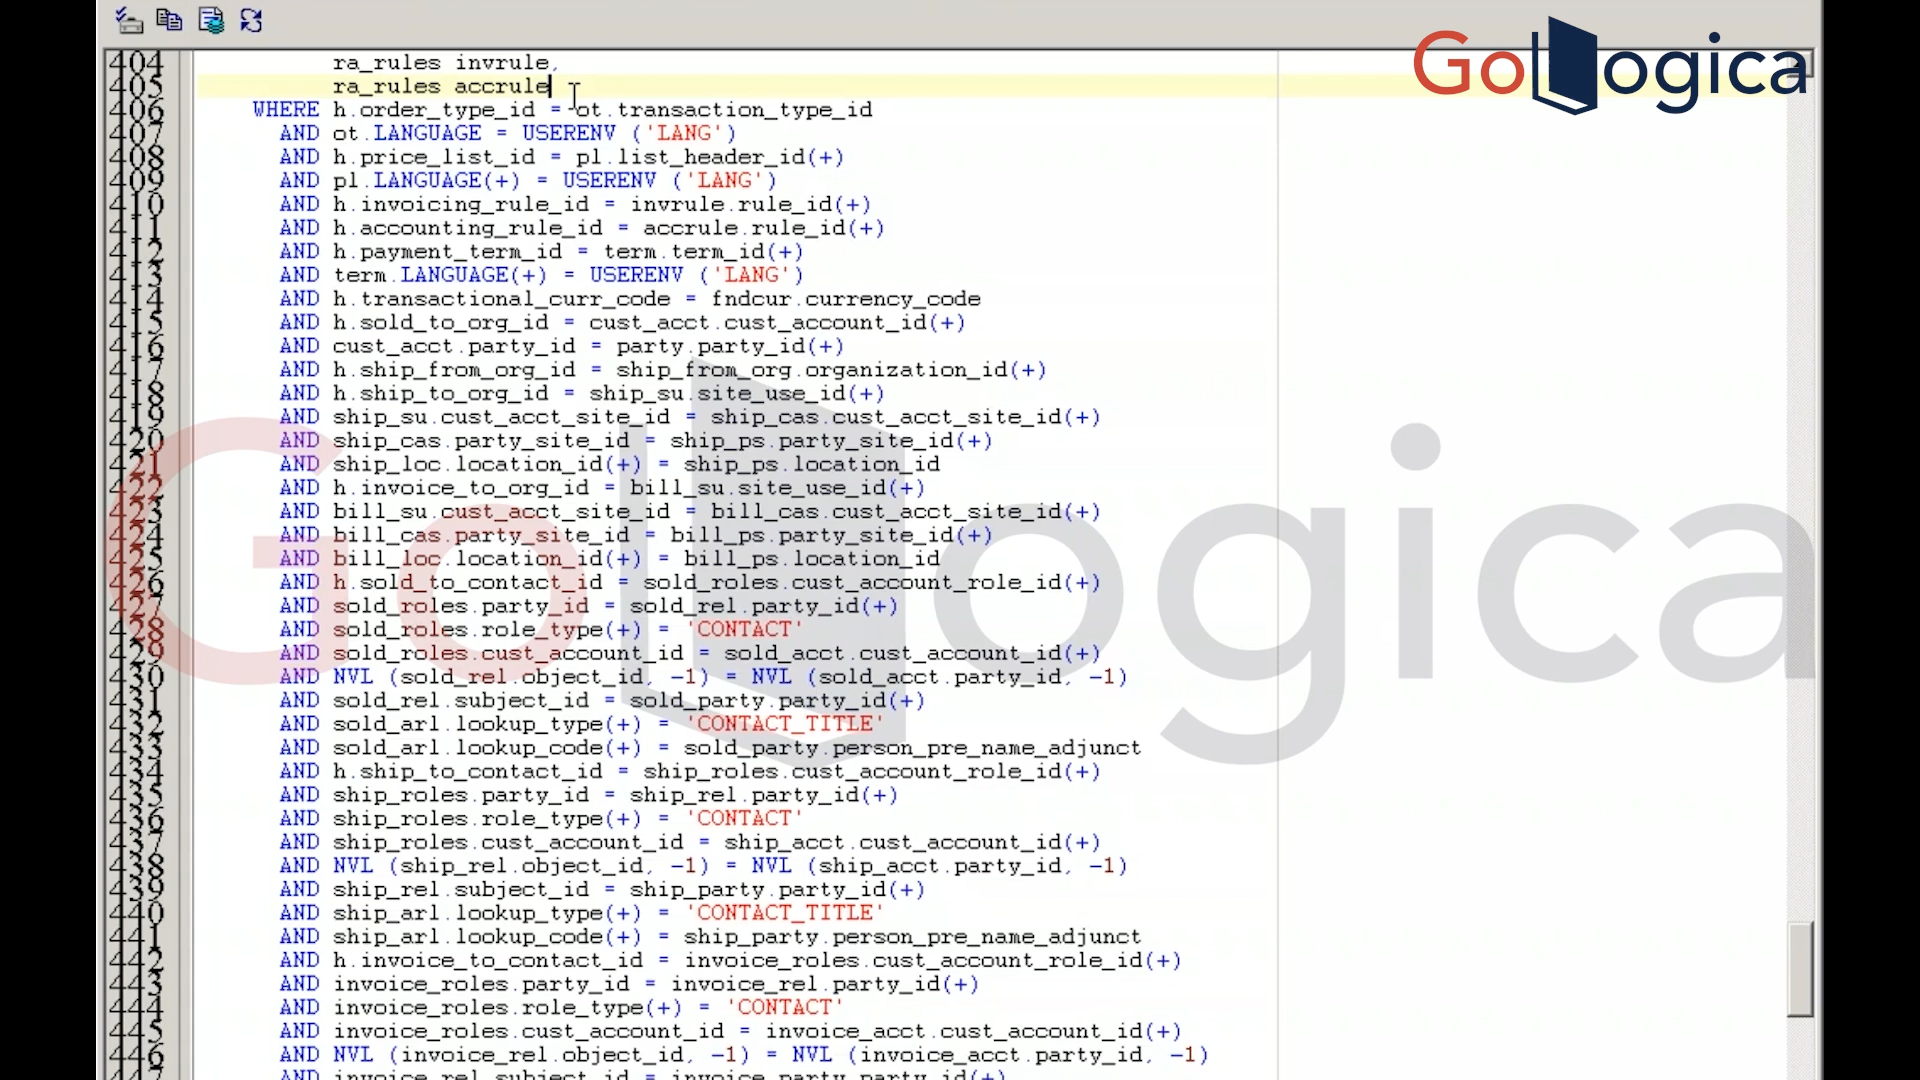 GoLogica
404 ra_rules invrule,
405 ra_rules accrule
406 WHERE h.order_type_id = ot.transaction_type_id
407 AND ot.LANGUAGE = USERENV ('LANG')
408 AND h.price_list_id = pl.list_header_id(+)
409 AND pl.LANGUAGE(+) = USERENV ('LANG')
410 AND h.invoicing_rule_id = invrule.rule_id(+)
411 AND h.accounting_rule_id = accrule.rule_id(+)
412 AND h.payment_term_id = term.term_id(+)
413 AND term.LANGUAGE(+) = USERENV ('LANG')
414 AND h.transactional_curr_code = fndcur.currency_code
415 AND h.sold_to_org_id = cust_acct.cust_account_id(+)
416 AND cust_acct.party_id = party.party_id(+)
417 AND h.ship_from_org_id = ship_from_org.organization_id(+)
418 AND h.ship_to_org_id = ship_su.site_use_id(+)
419 AND ship_su.cust_acct_site_id = ship_cas.cust_acct_site_id(+)
420 AND ship_cas.party_site_id = ship_ps.party_site_id(+)
421 AND ship_loc.location_id(+) = ship_ps.location_id
422 AND h.invoice_to_org_id = bill_su.site_use_id(+)
423 AND bill_su.cust_acct_site_id = bill_cas.cust_acct_site_id(+)
424 AND bill_cas.party_site_id = bill_ps.party_site_id(+)
425 AND bill_loc.location_id(+) = bill_ps.location_id
426 AND h.sold_to_contact_id = sold_roles.cust_account_role_id(+)
427 AND sold_roles.party_id = sold_rel.party_id(+)
428 AND sold_roles.role_type(+) = 'CONTACT'
429 AND sold_roles.cust_account_id = sold_acct.cust_account_id(+)
430 AND NVL (sold_rel.object_id, -1) = NVL (sold_acct.party_id, -1)
431 AND sold_rel.subject_id = sold_party.party_id(+)
432 AND sold_arl.lookup_type(+) = 'CONTACT_TITLE'
433 AND sold_arl.lookup_code(+) = sold_party.person_pre_name_adjunct
434 AND h.ship_to_contact_id = ship_roles.cust_account_role_id(+)
435 AND ship_roles.party_id = ship_rel.party_id(+)
436 AND ship_roles.role_type(+) = 'CONTACT'
437 AND ship_roles.cust_account_id = ship_acct.cust_account_id(+)
438 AND NVL (ship_rel.object_id, -1) = NVL (ship_acct.party_id, -1)
439 AND ship_rel.subject_id = ship_party.party_id(+)
440 AND ship_arl.lookup_type(+) = 'CONTACT_TITLE'
441 AND ship_arl.lookup_code(+) = ship_party.person_pre_name_adjunct
442 AND h.invoice_to_contact_id = invoice_roles.cust_account_role_id(+)
443 AND invoice_roles.party_id = invoice_rel.party_id(+)
444 AND invoice_roles.role_type(+) = 'CONTACT'
445 AND invoice_roles.cust_account_id = invoice_acct.cust_account_id(+)
446 AND NVL (invoice_rel.object_id, -1) = NVL (invoice_acct.party_id, -1)
447 AND invoice_rel.subject_id = invoice_party.party_id(+)
GoLogica